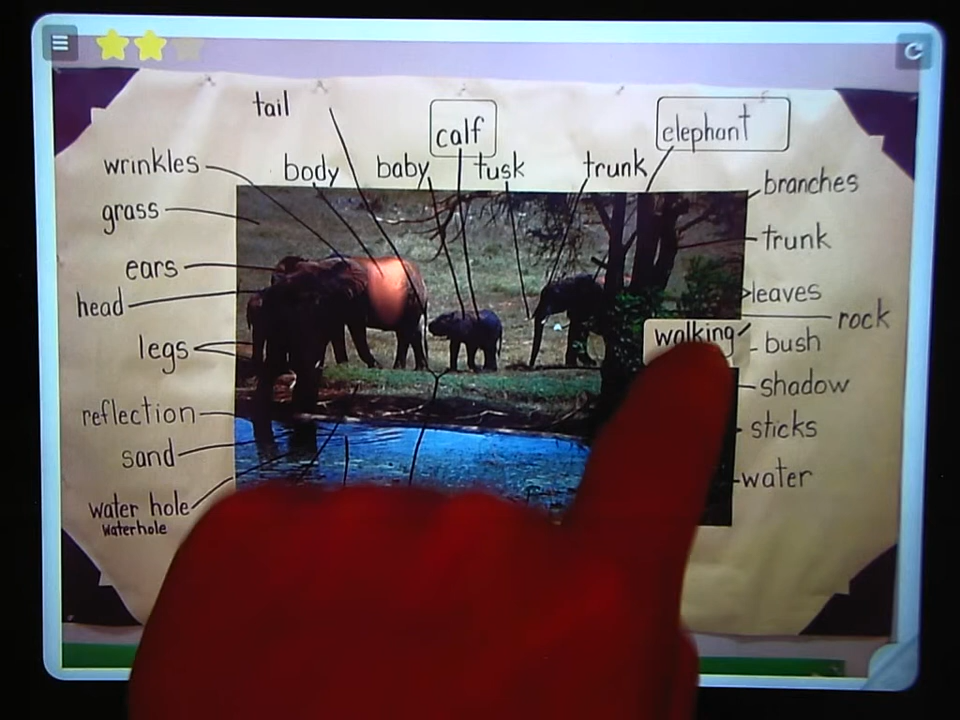 tail
calf
elephant
wrinkles
body
baby
tusk
trunk
branches
grass
trunk
ears
head
leaves
rock
walking
bush
legs
shadow
reflection
sticks
sand
water
water hole
waterhole